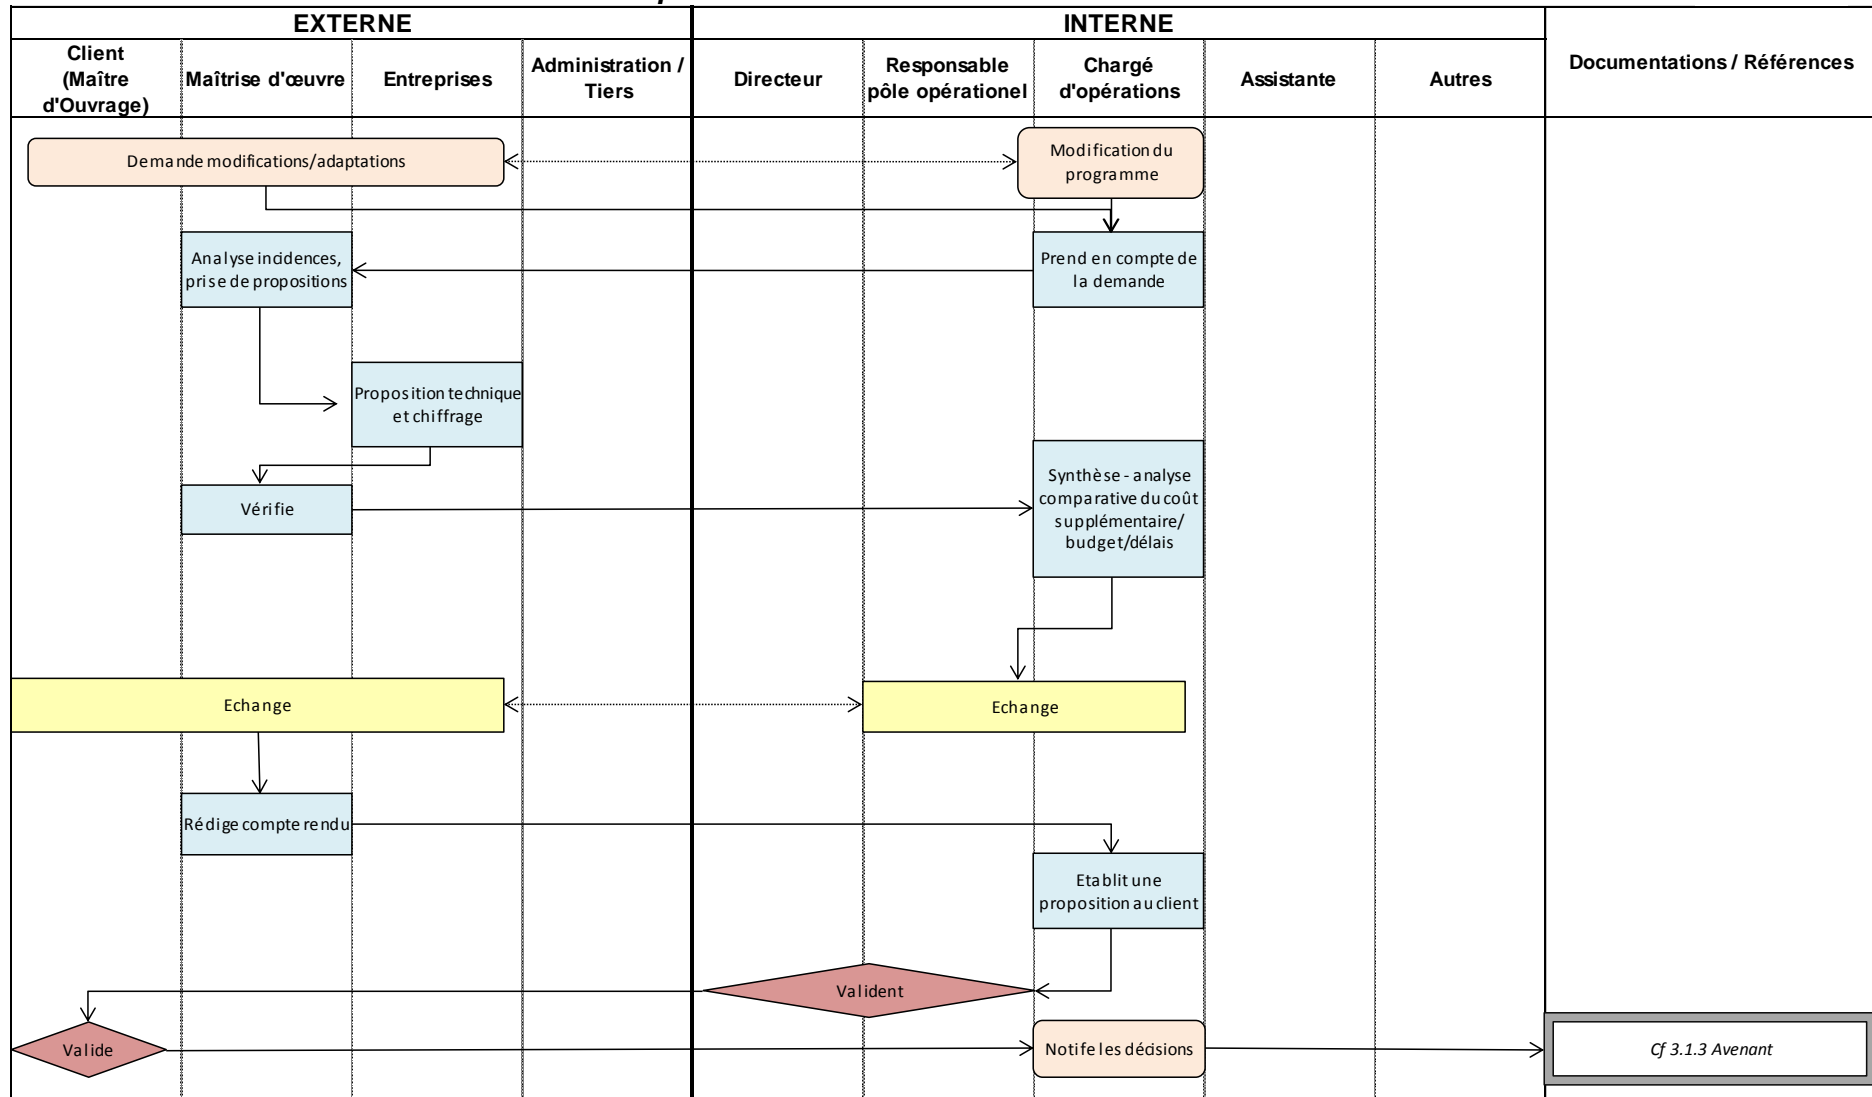 EXTERNE
INTERNE
Client
(Maître
d'Ouvrage)
Maîtrise d'œuvre
Entreprises
Administration /
Tiers
Directeur
Responsable
pôle opérationel
Chargé
d'opérations
Assistante
Autres
Documentations / Références
Demande modifications/adaptations
Modification du
programme
Analyse incidences,
prise de propositions
Prend en compte de
la demande
Proposition technique
et chiffrage
Vérifie
Synthèse - analyse
comparative du coût
supplémentaire/
budget/délais
Echange
Echange
Rédige compte rendu
Etablit une
proposition au client
Valident
Valide
Notife les décisions
Cf 3.1.3 Avenant